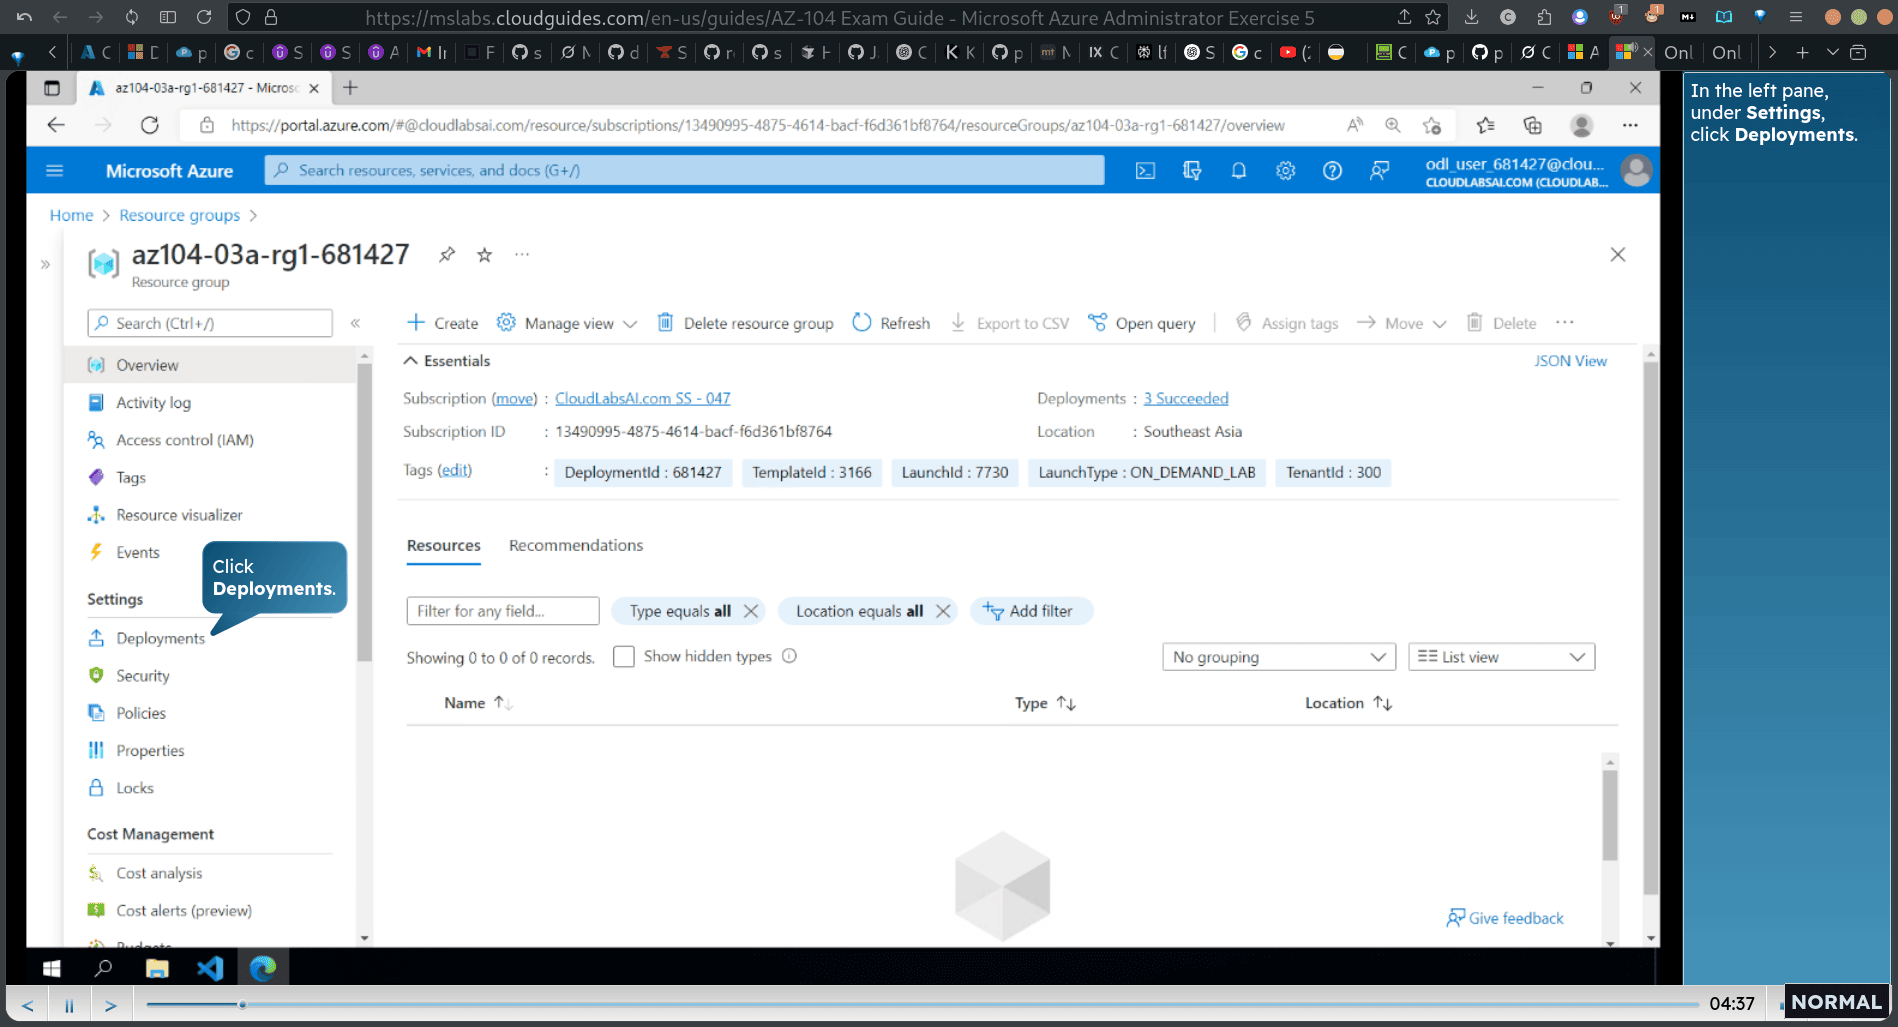 https://mslabs.cloudguides.com/en-us/guides/AZ-104 Exam Guide - Microsoft Azure Administrator Exercise 5
az104-03a-rg1-681427 - Micros
https://portal.azure.com/#@cloudlabsai.com/resource/subscriptions/13490995-4875-4614-bacf-f6d361bf8764/resourceGroups/az104-03a-rg1-681427/overview
In the left pane,
under Settings,
click Deployments.
Microsoft Azure
Search resources, services, and docs (G+/)
odl_user_681427@clou...
CLOUDLABSAI.COM (CLOUDLAB...
Home > Resource groups >
az104-03a-rg1-681427
Resource group
Search (Ctrl+/)
Create
Manage view
Delete resource group
Refresh
Export to CSV
Open query
Assign tags
Move
Delete
Overview
Activity log
Access control (IAM)
Tags
Resource visualizer
Events
Click
Deployments.
Settings
Deployments
Security
Policies
Properties
Locks
Cost Management
Cost analysis
Cost alerts (preview)
Budgets
Essentials
JSON View
Subscription (move) : CloudLabsAI.com SS - 047
Deployments : 3 Succeeded
Subscription ID : 13490995-4875-4614-bacf-f6d361bf8764
Location : Southeast Asia
Tags (edit) : DeploymentId : 681427 TemplateId : 3166 LaunchId : 7730 LaunchType : ON_DEMAND_LAB TenantId : 300
Resources Recommendations
Filter for any field...
Type equals all
Location equals all
Add filter
Showing 0 to 0 of 0 records.
Show hidden types
No grouping
List view
Name
Type
Location
Give feedback
04:37
NORMAL